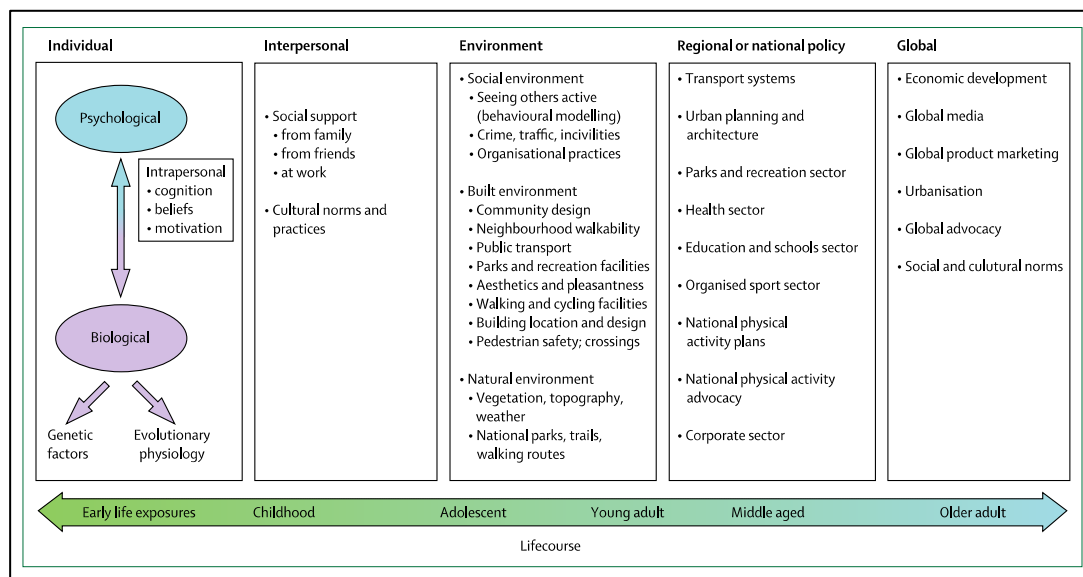 Individual
Psychological
Intrapersonal
• cognition
• beliefs
• motivation
Biological
Genetic
factors
Evolutionary
physiology
Interpersonal
• Social support
• from family
• from friends
• at work
• Cultural norms and
practices
Environment
• Social environment
• Seeing others active
(behavioural modelling)
• Crime, traffic, incivilities
• Organisational practices
• Built environment
• Community design
• Neighbourhood walkability
• Public transport
• Parks and recreation facilities
• Aesthetics and pleasantness
• Walking and cycling facilities
• Building location and design
• Pedestrian safety; crossings
• Natural environment
• Vegetation, topography,
weather
• National parks, trails,
walking routes
Regional or national policy
• Transport systems
• Urban planning and
architecture
• Parks and recreation sector
• Health sector
• Education and schools sector
• Organised sport sector
• National physical
activity plans
• National physical activity
advocacy
• Corporate sector
Global
• Economic development
• Global media
• Global product marketing
• Urbanisation
• Global advocacy
• Social and culutural norms
Early life exposures
Childhood
Adolescent
Young adult
Middle aged
Older adult
Lifecourse